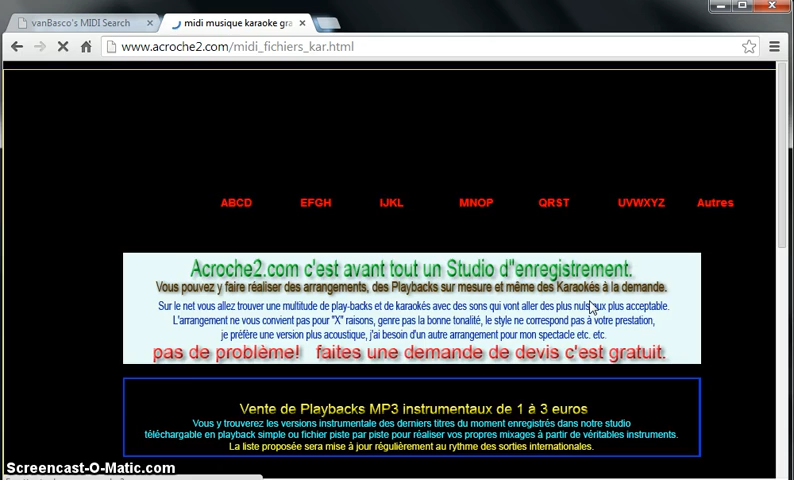 vanBasco's MIDI Search
midi musique karaoke gra
www.acroche2.com/midi_fichiers_kar.html
ABCD EFGH IJKL MNOP QRST UVWXYZ Autres
Acroche2.com c'est avant tout un Studio d"enregistrement.
Vous pouvez y faire réaliser des arrangements, des Playbacks sur mesure et même des Karaokés à la demande.
Sur le net vous allez trouver une multitude de play-backs et de karaokés avec des sons qui vont aller des plus nuls aux plus acceptable.
L'arrangement ne vous convient pas pour "X" raisons, genre pas la bonne tonalité, le style ne correspond pas à votre prestation,
je préfère une version plus acoustique, j'ai besoin d'un autre arrangement pour mon spectacle etc. etc.
pas de problème! faites une demande de devis c'est gratuit.
Vente de Playbacks MP3 instrumentaux de 1 à 3 euros
Vous y trouverez les versions instrumentale des derniers titres du moment enregistrés dans notre studio
téléchargable en playback simple ou fichier piste par piste pour réaliser vos propres mixages à partir de véritables instruments.
La liste proposée sera mise à jour régulièrement au rythme des sorties internationales.
Screencast-O-Matic.com